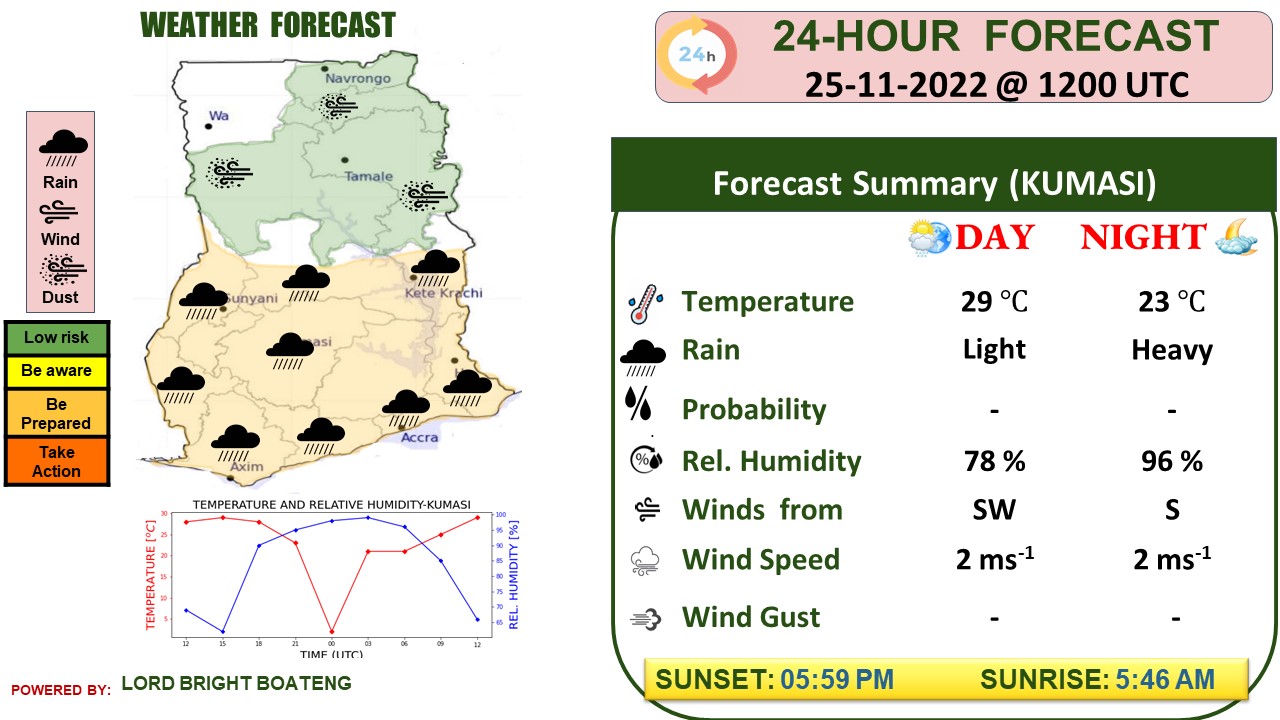 WEATHER FORECAST
Navrongo
Wa
Tamale
Kete Krachi
Accra
Axim
Rain
Wind
Dust
Low risk
Be aware
Be
Prepared
Take
Action
TEMPERATURE AND RELATIVE HUMIDITY-KUMASI
TEMPERATURE [°C]
30
25
20
15
10
5
REL. HUMIDITY [%]
100
95
90
85
80
75
70
65
12 15 18 21 00 03 06 09 12
TIME (UTC)
POWERED BY: LORD BRIGHT BOATENG
24h
24-HOUR FORECAST
25-11-2022 @ 1200 UTC
Forecast Summary (KUMASI)
DAY NIGHT
Temperature 29 °C 23 °C
Rain Light Heavy
Probability - -
% Rel. Humidity 78 % 96 %
Winds from SW S
Wind Speed 2 ms-1 2 ms-1
Wind Gust - -
SUNSET: 05:59 PM SUNRISE: 5:46 AM